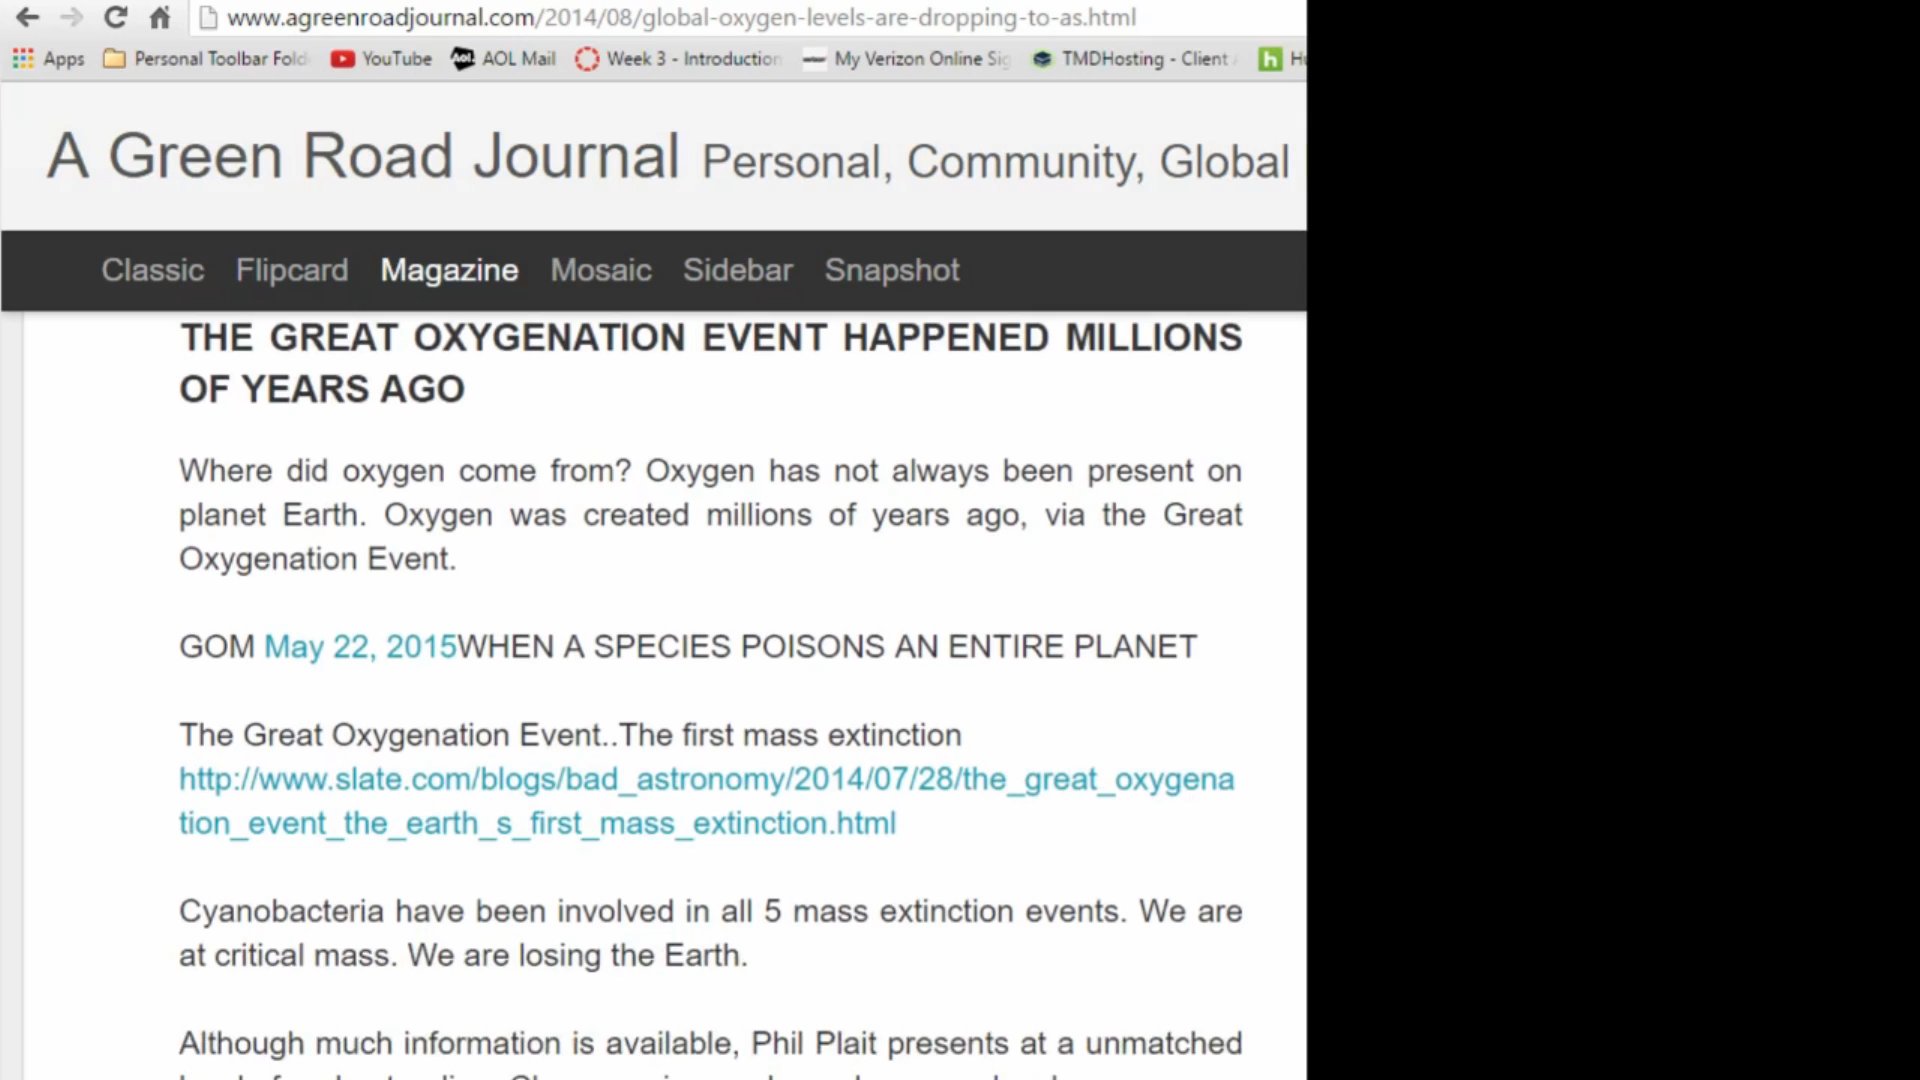 www.agreenroadjournal.com/2014/08/global-oxygen-levels-are-dropping-to-as.html
Apps Personal Toolbar Fold YouTube AOL Mail Week 3 - Introduction My Verizon Online Sig TMDHosting - Client
A Green Road Journal Personal, Community, Global
Classic Flipcard Magazine Mosaic Sidebar Snapshot
THE GREAT OXYGENATION EVENT HAPPENED MILLIONS
OF YEARS AGO
Where did oxygen come from? Oxygen has not always been present on
planet Earth. Oxygen was created millions of years ago, via the Great
Oxygenation Event.
GOM May 22, 2015WHEN A SPECIES POISONS AN ENTIRE PLANET
The Great Oxygenation Event..The first mass extinction
http://www.slate.com/blogs/bad_astronomy/2014/07/28/the_great_oxygena
tion_event_the_earth_s_first_mass_extinction.html
Cyanobacteria have been involved in all 5 mass extinction events. We are
at critical mass. We are losing the Earth.
Although much information is available, Phil Plait presents at a unmatched